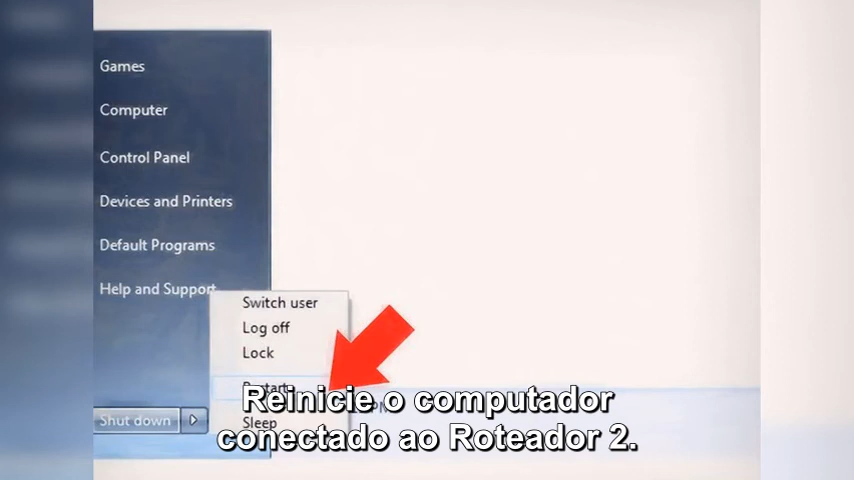 Games
Computer
Control Panel
Devices and Printers
Default Programs
Help and Support
Switch user
Log off
Lock
Restart
Shut down
Sleep
Reinicie o computador
conectado ao Roteador 2.